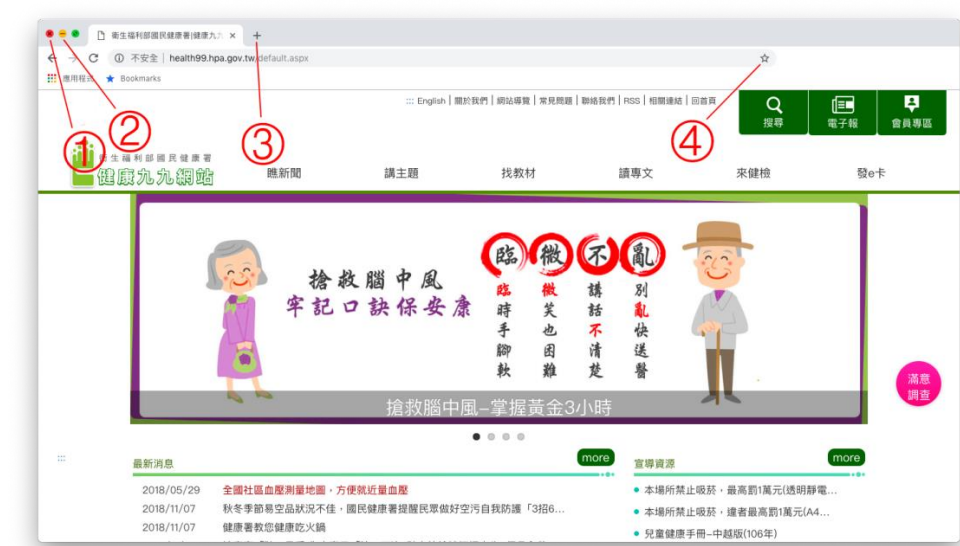 衛生福利部國民健康署|健康九九
不安全 | health99.hpa.gov.tw/default.aspx
應用程式 Bookmarks
::: English | 關於我們 | 網站導覽 | 常見問題 | 聯絡我們 | RSS | 相關連結 | 回首頁
搜尋 電子報 會員專區
① ② ③ ④
衛生福利部國民健康署
健康九九網站
瞧新聞 講主題 找教材 讀專文 來健檢 發e卡
搶救腦中風
牢記口訣保安康
臨 微 不 亂
臨時手腳軟
微笑也困難
講話不清楚
別亂快送醫
搶救腦中風–掌握黃金3小時
滿意
調查
:::
最新消息 more
2018/05/29 全國社區血壓測量地圖,方便就近量血壓
2018/11/07 秋冬季節易空品狀況不佳,國民健康署提醒民眾做好空污自我防護「3招6...
2018/11/07 健康署教您健康吃火鍋
宣導資源 more
本場所禁止吸菸,最高罰1萬元(透明靜電...
本場所禁止吸菸,違者最高罰1萬元(A4...
兒童健康手冊–中越版(106年)